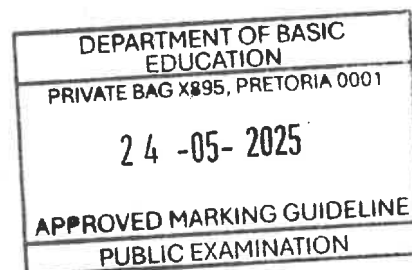 DEPARTMENT OF BASIC
EDUCATION
PRIVATE BAG X895, PRETORIA 0001
24 -05- 2025
APPROVED MARKING GUIDELINE
PUBLIC EXAMINATION